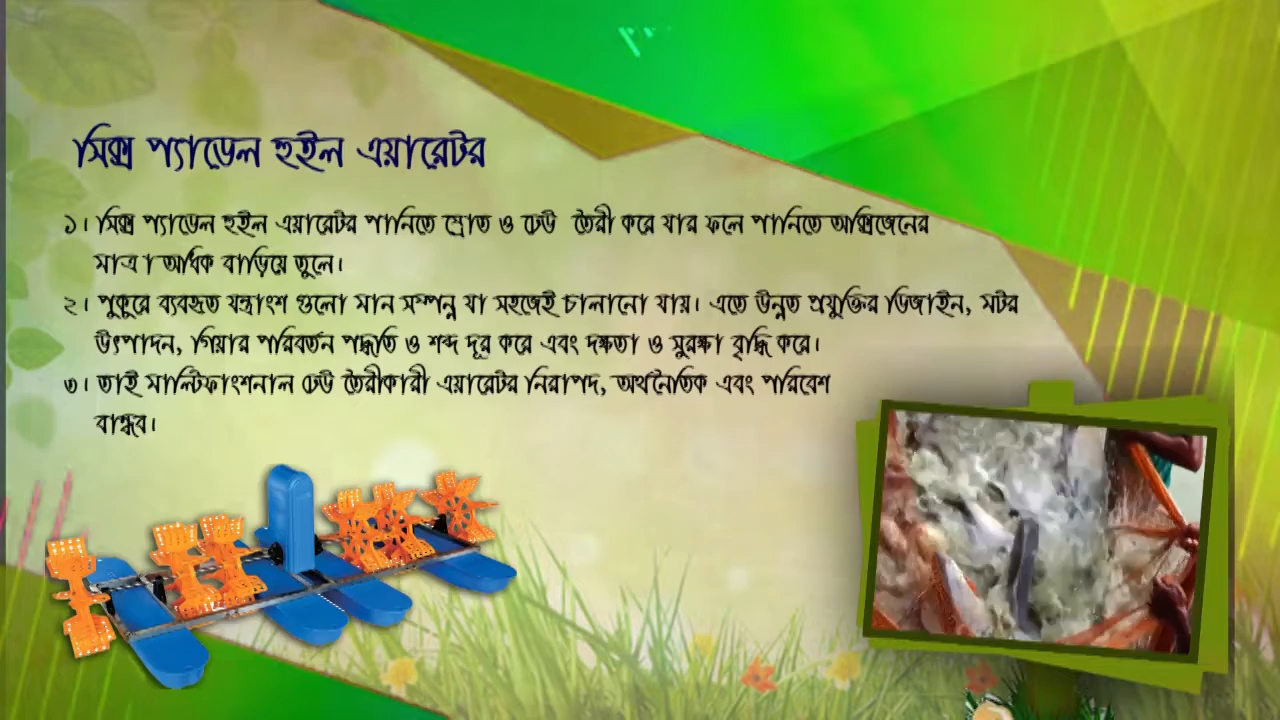 সিক্স প্যাডেল হুইল এয়ারেটর
১। সিক্স প্যাডেল হুইল এয়ারেটর পানিতে স্রোত ও ঢেউ তৈরী করে যার ফলে পানিতে অক্সিজেনের
মাত্রা অধিক বাড়িয়ে তুলে।
২। পুকুরে ব্যবহৃত যন্ত্রাংশ গুলো মান সম্পন্ন যা সহজেই চালানো যায়। এতে উন্নত প্রযুক্তির ডিজাইন, মটর
উৎপাদন, গিয়ার পরিবর্তন পদ্ধতি ও শব্দ দূর করে এবং দক্ষতা ও সুরক্ষা বৃদ্ধি করে।
৩। তাই মাল্টিফাংশনাল ঢেউ তৈরীকারী এয়ারেটর নিরাপদ, অর্থনৈতিক এবং পরিবেশ
বান্ধব।